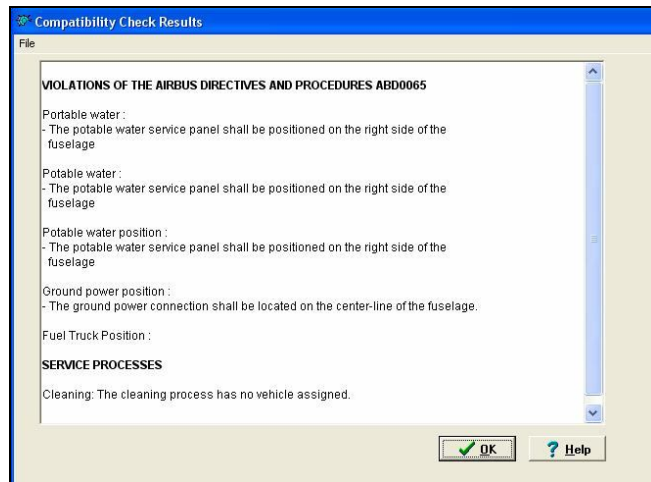 Compatibility Check Results
File
VIOLATIONS OF THE AIRBUS DIRECTIVES AND PROCEDURES ABD0065
Portable water :
- The potable water service panel shall be positioned on the right side of the
fuselage
Potable water :
- The potable water service panel shall be positioned on the right side of the
fuselage
Potable water position :
- The potable water service panel shall be positioned on the right side of the
fuselage
Ground power position :
- The ground power connection shall be located on the center-line of the fuselage.
Fuel Truck Position :
SERVICE PROCESSES
Cleaning: The cleaning process has no vehicle assigned.
OK
? Help